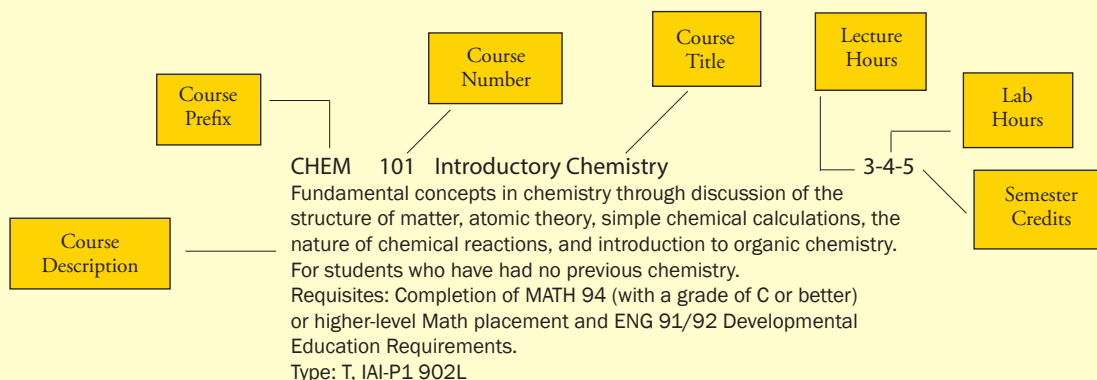 Course
Prefix
Course
Number
Course
Title
Lecture
Hours
Lab
Hours
CHEM 101 Introductory Chemistry 3-4-5
Semester
Credits
Course
Description
Fundamental concepts in chemistry through discussion of the
structure of matter, atomic theory, simple chemical calculations, the
nature of chemical reactions, and introduction to organic chemistry.
For students who have had no previous chemistry.
Requisites: Completion of MATH 94 (with a grade of C or better)
or higher-level Math placement and ENG 91/92 Developmental
Education Requirements.
Type: T, IAI-P1 902L